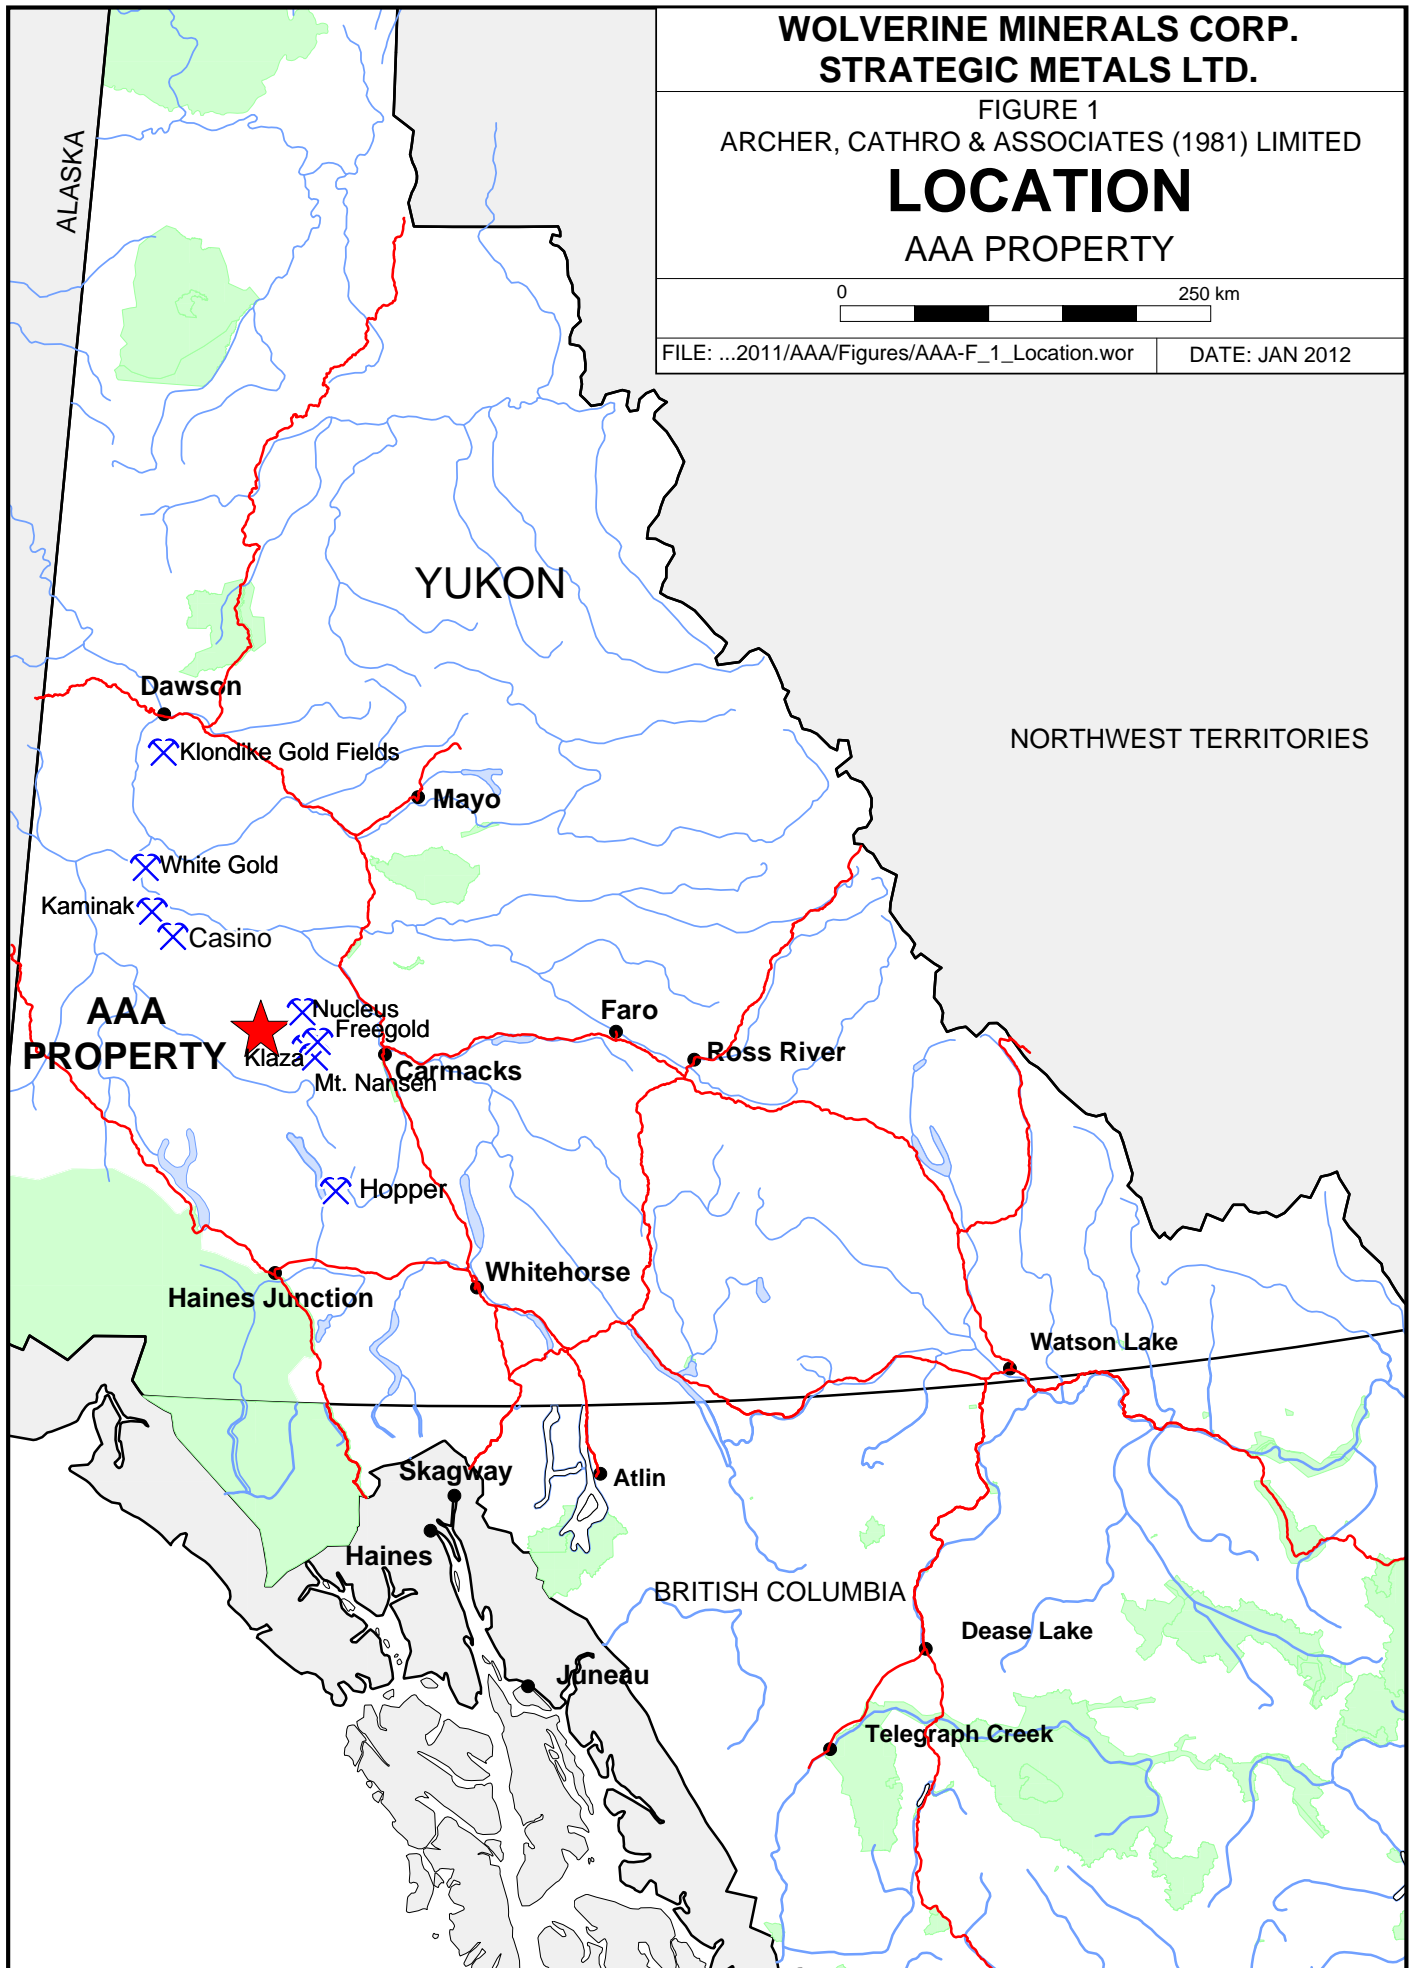 WOLVERINE MINERALS CORP.
STRATEGIC METALS LTD.
FIGURE 1
ARCHER, CATHRO & ASSOCIATES (1981) LIMITED
LOCATION
AAA PROPERTY
0 250 km
FILE: ...2011/AAA/Figures/AAA-F_1_Location.wor
DATE: JAN 2012
ALASKA
YUKON
Dawson
Klondike Gold Fields
NORTHWEST TERRITORIES
Mayo
White Gold
Kaminak
Casino
AAA
PROPERTY
Nucleus
Freegold
Klaza
Mt. Nansen
Carmacks
Faro
Ross River
Hopper
Whitehorse
Haines Junction
Watson Lake
Skagway
Atlin
Haines
BRITISH COLUMBIA
Dease Lake
Juneau
Telegraph Creek